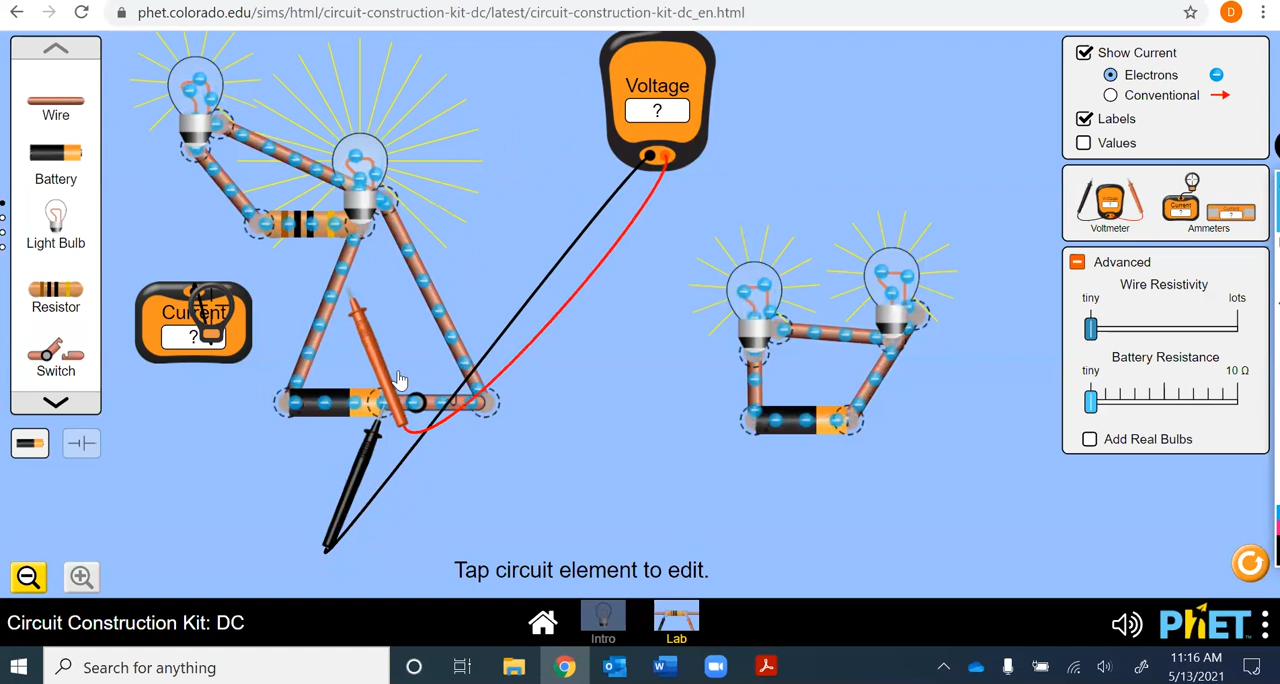 phet.colorado.edu/sims/html/circuit-construction-kit-dc/latest/circuit-construction-kit-dc_en.html
D
Wire
Battery
Light Bulb
Resistor
Switch
Voltage
?
Current
?
Show Current
Electrons
Conventional
Labels
Values
Voltage
?
Current
?
Current
?
Voltmeter
Ammeters
Advanced
Wire Resistivity
tiny
lots
Battery Resistance
tiny
10 Ω
Add Real Bulbs
Tap circuit element to edit.
Circuit Construction Kit: DC
Intro
Lab
PhET
Search for anything
11:16 AM
5/13/2021